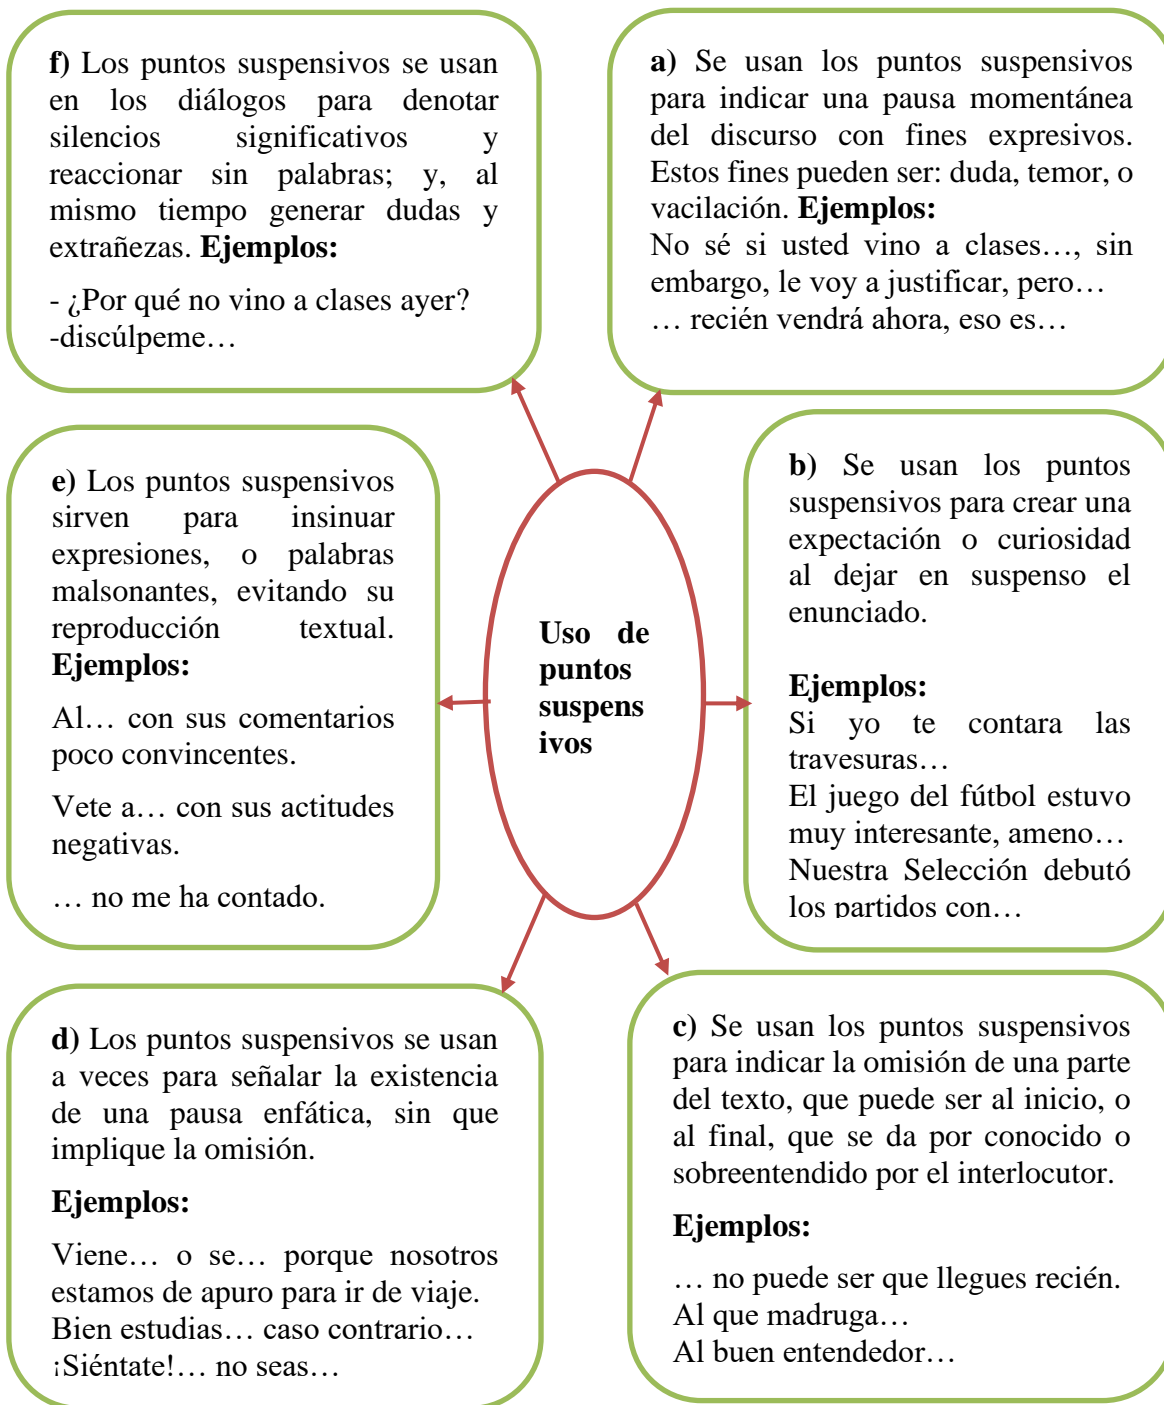 f) Los puntos suspensivos se usan
en los diálogos para denotar
silencios significativos y
reaccionar sin palabras; y, al
mismo tiempo generar dudas y
extrañezas. Ejemplos:
- ¿Por qué no vino a clases ayer?
-discúlpeme…
a) Se usan los puntos suspensivos
para indicar una pausa momentánea
del discurso con fines expresivos.
Estos fines pueden ser: duda, temor, o
vacilación. Ejemplos:
No sé si usted vino a clases…, sin
embargo, le voy a justificar, pero…
… recién vendrá ahora, eso es…
e) Los puntos suspensivos
sirven para insinuar
expresiones, o palabras
malsonantes, evitando su
reproducción textual.
Ejemplos:
Al… con sus comentarios
poco convincentes.
Vete a… con sus actitudes
negativas.
… no me ha contado.
Uso de
puntos
suspens
ivos
b) Se usan los puntos
suspensivos para crear una
expectación o curiosidad
al dejar en suspenso el
enunciado.
Ejemplos:
Si yo te contara las
travesuras…
El juego del fútbol estuvo
muy interesante, ameno…
Nuestra Selección debutó
los partidos con…
d) Los puntos suspensivos se usan
a veces para señalar la existencia
de una pausa enfática, sin que
implique la omisión.
Ejemplos:
Viene… o se… porque nosotros
estamos de apuro para ir de viaje.
Bien estudias… caso contrario…
¡Siéntate!… no seas…
c) Se usan los puntos suspensivos
para indicar la omisión de una parte
del texto, que puede ser al inicio, o
al final, que se da por conocido o
sobreentendido por el interlocutor.
Ejemplos:
… no puede ser que llegues recién.
Al que madruga…
Al buen entendedor…